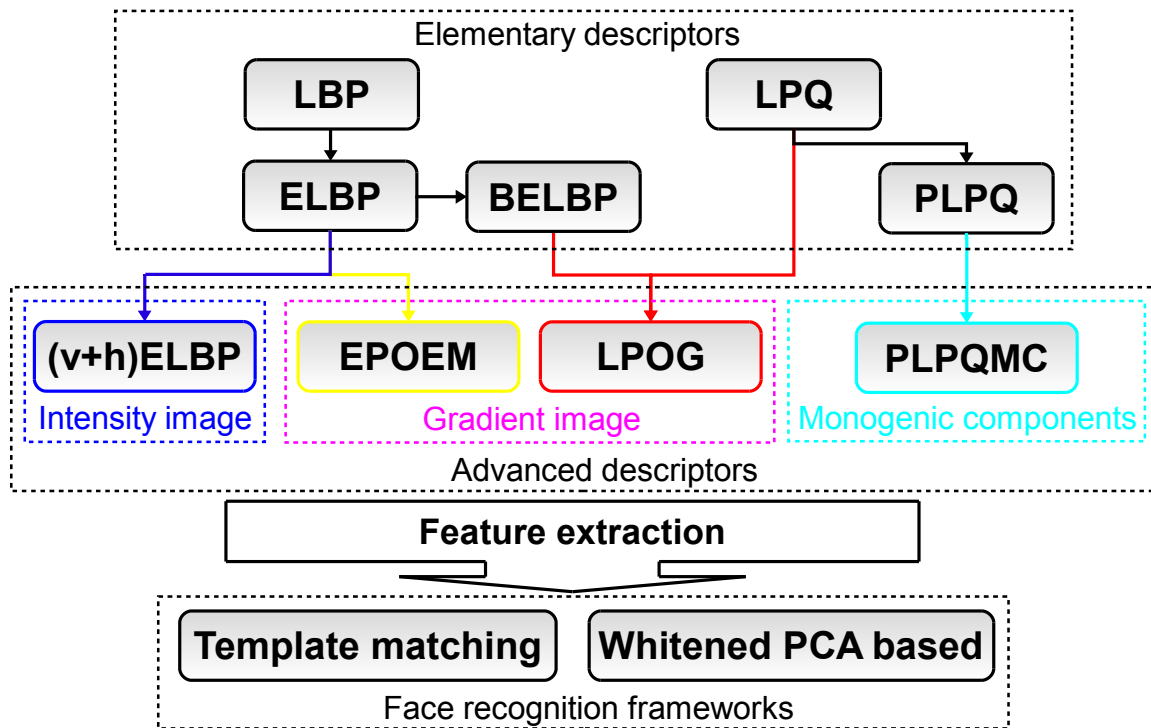 Elementary descriptors
LBP
LPQ
ELBP
BELBP
PLPQ
(v+h)ELBP
EPOEM
LPOG
PLPQMC
Intensity image
Gradient image
Monogenic components
Advanced descriptors
Feature extraction
Template matching
Whitened PCA based
Face recognition frameworks